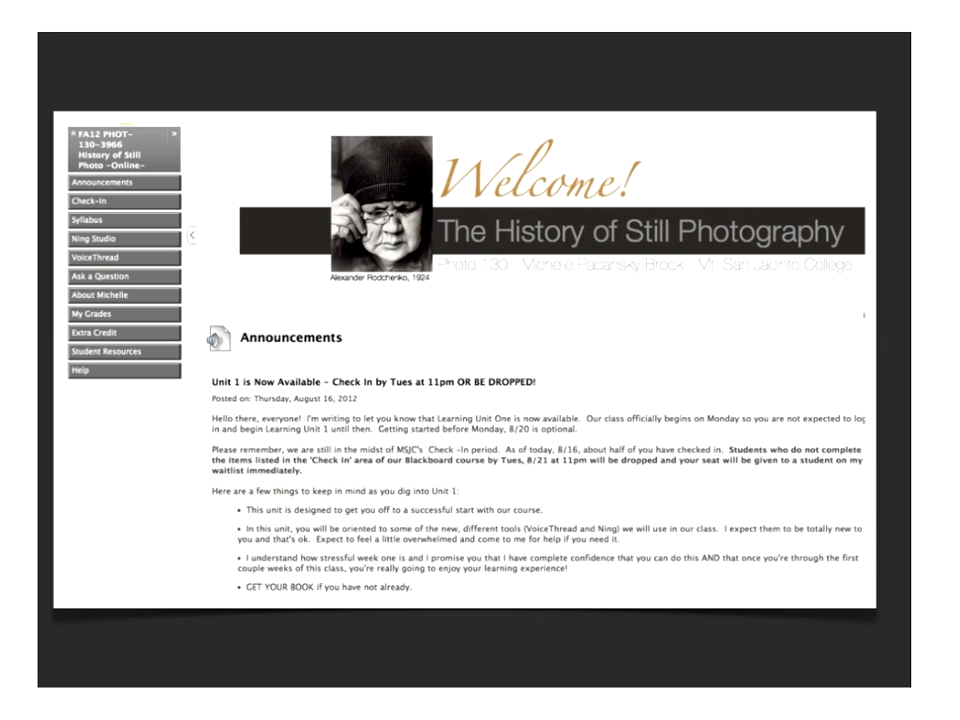 FA12 PHOT-
130-3966
History of Still
Photo -Online-
Announcements
Check-In
Syllabus
Ning Studio
VoiceThread
Ask a Question
About Michelle
My Grades
Extra Credit
Student Resources
Help
Welcome!
The History of Still Photography
Photo 130 Michele Pacansky-Brock Mt. San Jacinto College
Alexander Rodchenko, 1924
Announcements
Unit 1 is Now Available - Check In by Tues at 11pm OR BE DROPPED!
Posted on: Thursday, August 16, 2012
Hello there, everyone! I'm writing to let you know that Learning Unit One is now available. Our class officially begins on Monday so you are not expected to log
in and begin Learning Unit 1 until then. Getting started before Monday, 8/20 is optional.
Please remember, we are still in the midst of MSJC's Check -In period. As of today, 8/16, about half of you have checked in. Students who do not complete
the items listed in the 'Check In' area of our Blackboard course by Tues, 8/21 at 11pm will be dropped and your seat will be given to a student on my
waitlist immediately.
Here are a few things to keep in mind as you dig into Unit 1:
• This unit is designed to get you off to a successful start with our course.
• In this unit, you will be oriented to some of the new, different tools (VoiceThread and Ning) we will use in our class. I expect them to be totally new to
you and that's ok. Expect to feel a little overwhelmed and come to me for help if you need it.
• I understand how stressful week one is and I promise you that I have complete confidence that you can do this AND that once you're through the first
couple weeks of this class, you're really going to enjoy your learning experience!
• GET YOUR BOOK if you have not already.